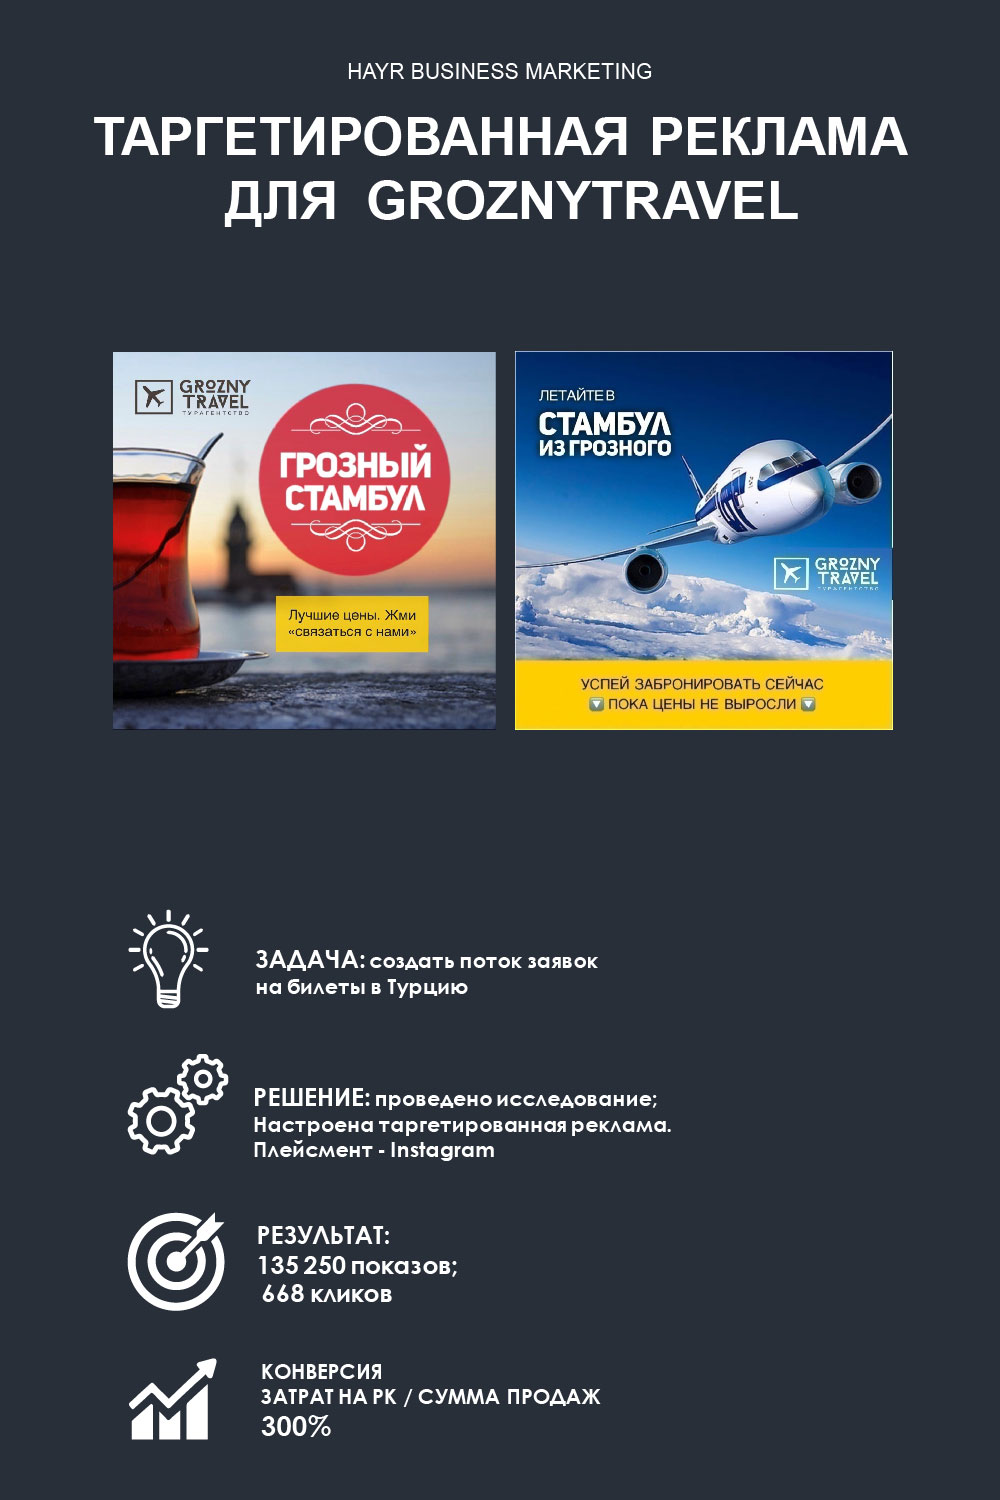 HAYR BUSINESS MARKETING
ТАРГЕТИРОВАННАЯ РЕКЛАМА
ДЛЯ GROZNYTRAVEL
GROZNY
TRAVEL
ТУРАГЕНТСТВО
ГРОЗНЫЙ
СТАМБУЛ
Лучшие цены. Жми
«связаться с нами»
ЛЕТАЙТЕ В
СТАМБУЛ
ИЗ ГРОЗНОГО
GROZNY
TRAVEL
ТУРАГЕНТСТВО
УСПЕЙ ЗАБРОНИРОВАТЬ СЕЙЧАС
🔽 ПОКА ЦЕНЫ НЕ ВЫРОСЛИ 🔽
ЗАДАЧА: создать поток заявок
на билеты в Турцию
РЕШЕНИЕ: проведено исследование;
Настроена таргетированная реклама.
Плейсмент - Instagram
РЕЗУЛЬТАТ:
135 250 показов;
668 кликов
КОНВЕРСИЯ
ЗАТРАТ НА РК / СУММА ПРОДАЖ
300%